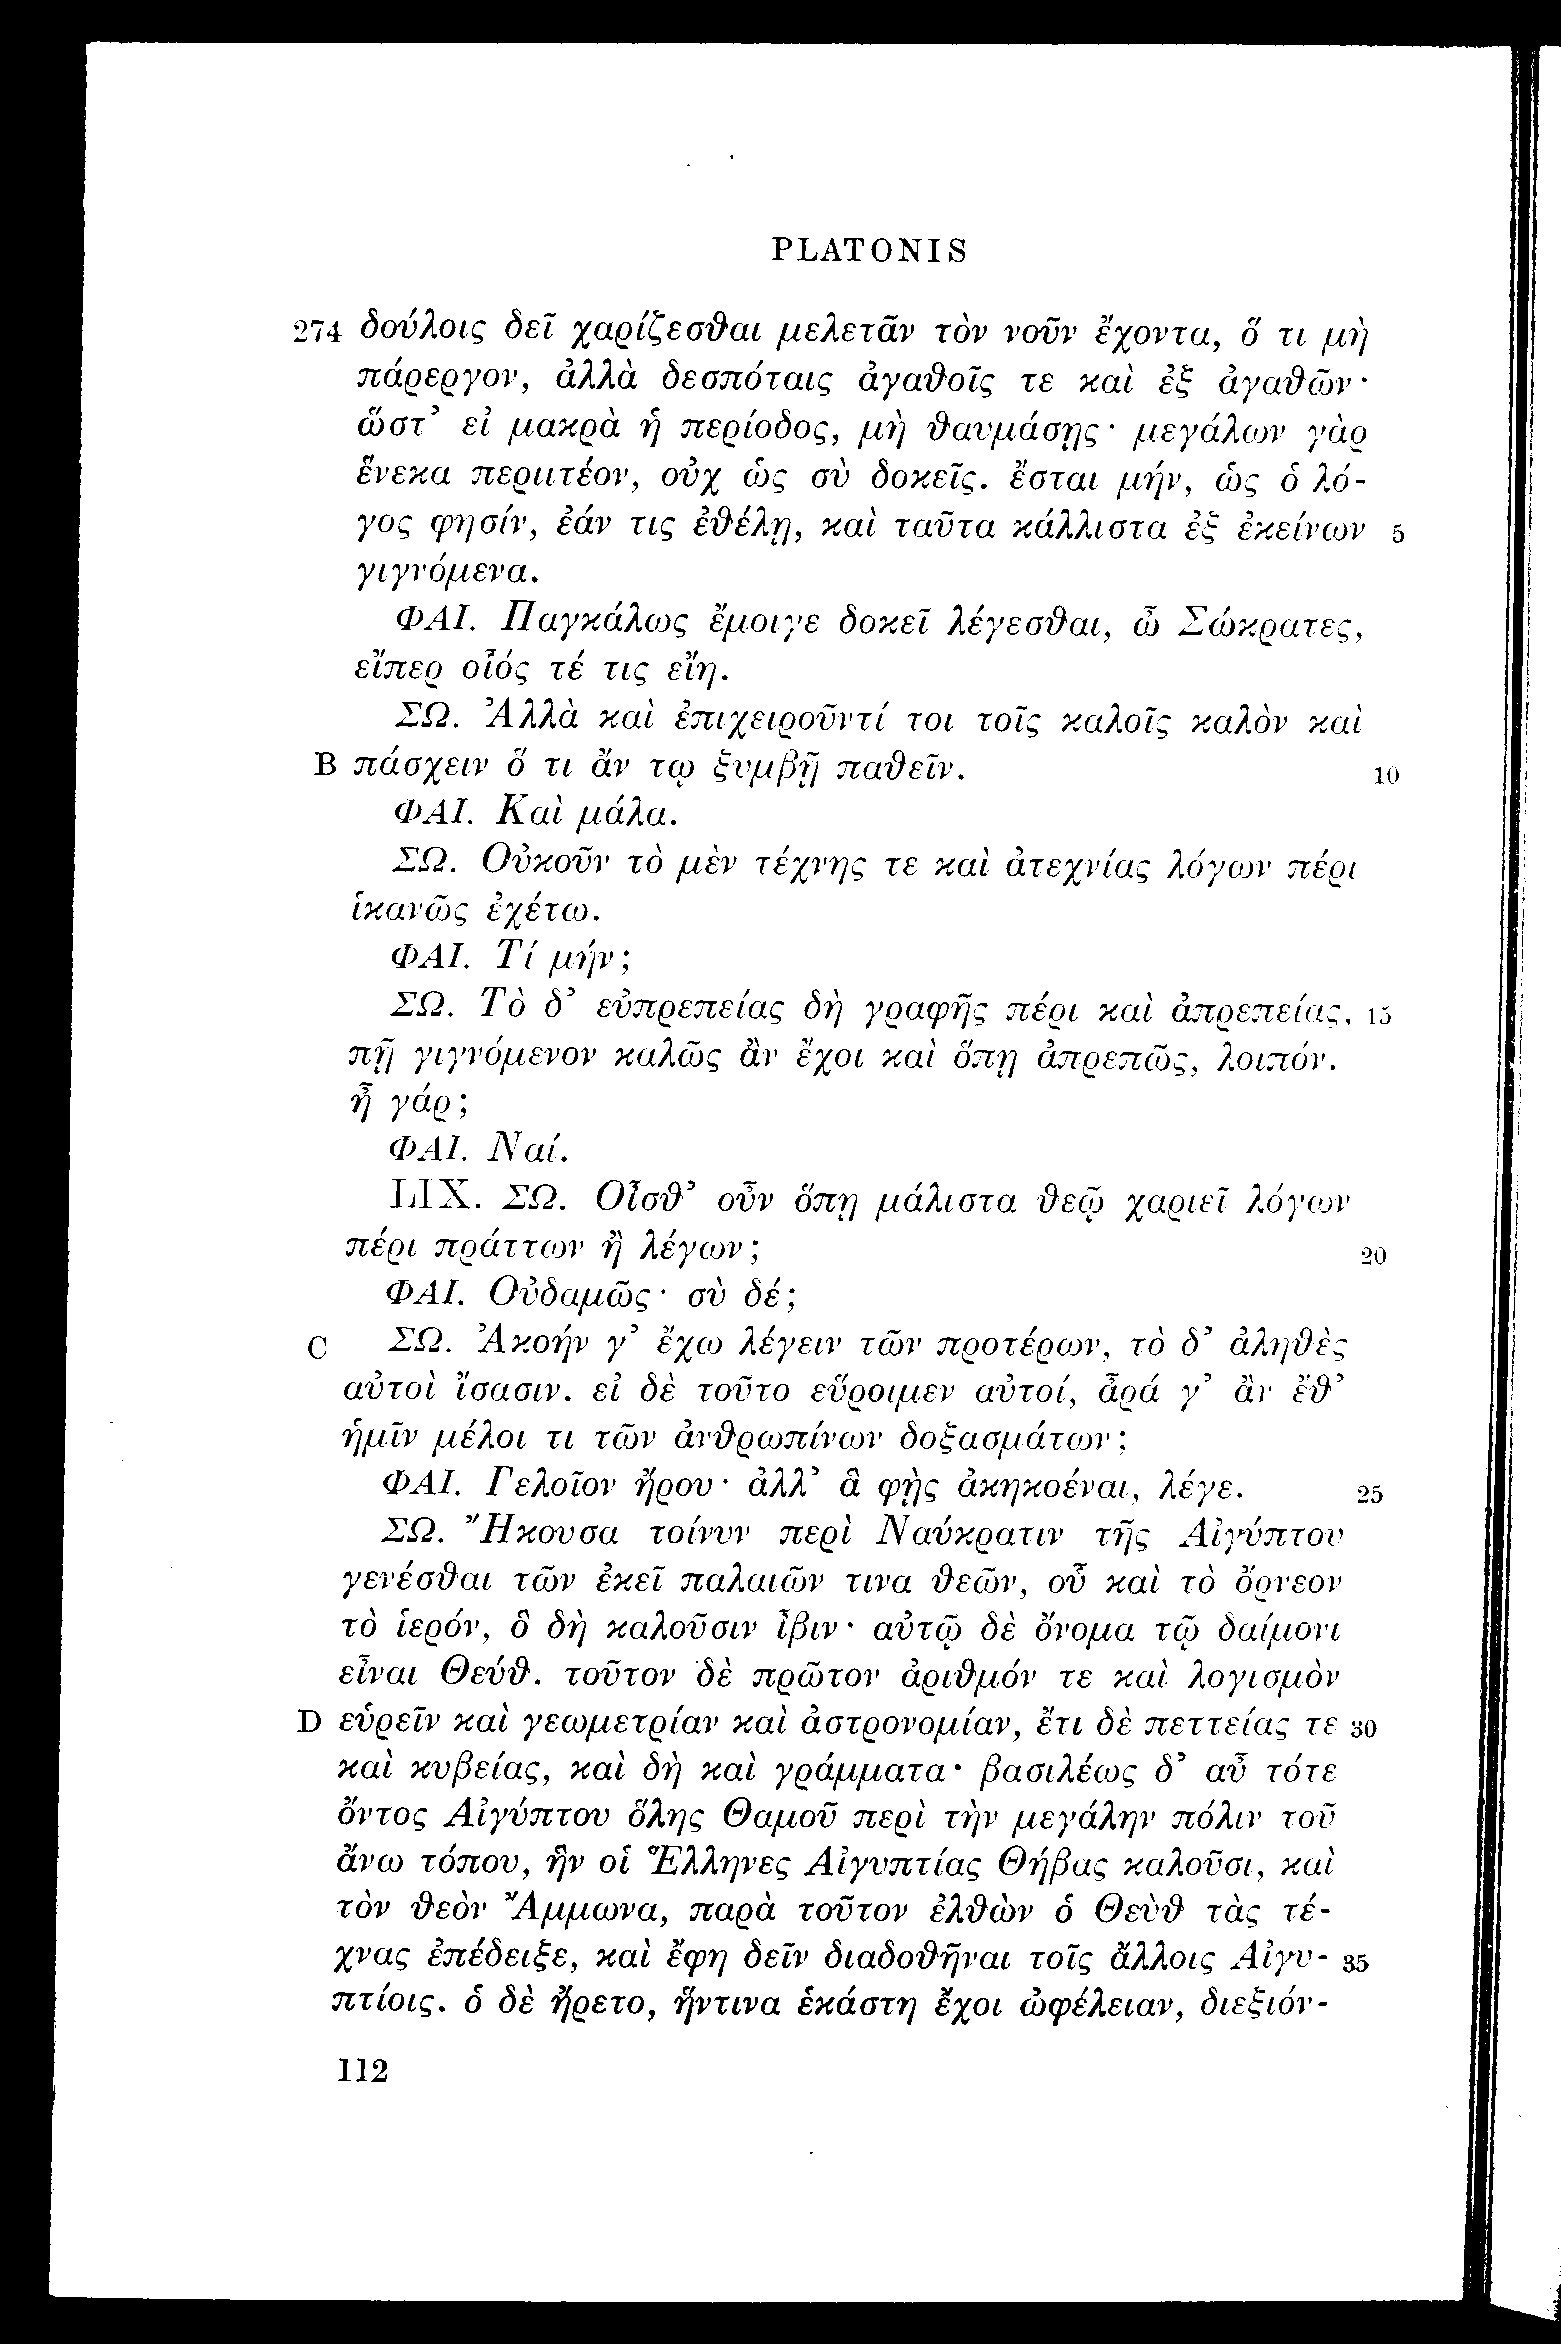 PLATONIS
274 δούλοις δεῖ χαρίζεσθαι μελετᾶν τὸν νοῦν ἔχοντα, ὅ τι μὴ
πάρεργον, ἀλλὰ δεσπόταις ἀγαθοῖς τε καὶ ἐξ ἀγαθῶν·
ὥστ’ εἰ μακρὰ ἡ περίοδος, μὴ θαυμάσῃς· μεγάλων γὰρ
ἕνεκα περιιτέον, οὐχ ὡς σὺ δοκεῖς. ἔσται μήν, ὡς ὁ λό-
γος φησίν, ἐάν τις ἐθέλῃ, καὶ ταῦτα κάλλιστα ἐξ ἐκείνων 5
γιγνόμενα.
ΦΑΙ. Παγκάλως ἔμοιγε δοκεῖ λέγεσθαι, ὦ Σώκρατες,
εἴπερ οἷός τέ τις εἴη.
ΣΩ. Ἀλλὰ καὶ ἐπιχειροῦντί τοι τοῖς καλοῖς καλὸν καὶ
B πάσχειν ὅ τι ἄν τῳ ξυμβῇ παθεῖν. 10
ΦΑΙ. Καὶ μάλα.
ΣΩ. Οὐκοῦν τὸ μὲν τέχνης τε καὶ ἀτεχνίας λόγων πέρι
ἱκανῶς ἐχέτω.
ΦΑΙ. Τί μήν;
ΣΩ. Τὸ δ’ εὐπρεπείας δὴ γραφῆς πέρι καὶ ἀπρεπείας, 15
πῇ γιγνόμενον καλῶς ἂν ἔχοι καὶ ὅπῃ ἀπρεπῶς, λοιπόν.
ἦ γάρ;
ΦΑΙ. Ναί.
LIX. ΣΩ. Οἶσθ’ οὖν ὅπῃ μάλιστα θεῷ χαριεῖ λόγων
πέρι πράττων ἢ λέγων; 20
ΦΑΙ. Οὐδαμῶς· σὺ δέ;
C ΣΩ. Ἀκοήν γ’ ἔχω λέγειν τῶν προτέρων, τὸ δ’ ἀληθὲς
αὐτοὶ ἴσασιν. εἰ δὲ τοῦτο εὕροιμεν αὐτοί, ἆρά γ’ ἂν ἔθ’
ἡμῖν μέλοι τι τῶν ἀνθρωπίνων δοξασμάτων;
ΦΑΙ. Γελοῖον ἤρου· ἀλλ’ ἃ φῂς ἀκηκοέναι, λέγε. 25
ΣΩ. Ἤκουσα τοίνυν περὶ Ναύκρατιν τῆς Αἰγύπτου
γενέσθαι τῶν ἐκεῖ παλαιῶν τινα θεῶν, οὗ καὶ τὸ ὄρνεον
τὸ ἱερόν, ὃ δὴ καλοῦσιν ἶβιν· αὐτῷ δὲ ὄνομα τῷ δαίμονι
εἶναι Θεύθ. τοῦτον δὲ πρῶτον ἀριθμόν τε καὶ λογισμὸν
D εὑρεῖν καὶ γεωμετρίαν καὶ ἀστρονομίαν, ἔτι δὲ πεττείας τε 30
καὶ κυβείας, καὶ δὴ καὶ γράμματα· βασιλέως δ’ αὖ τότε
ὄντος Αἰγύπτου ὅλης Θαμοῦ περὶ τὴν μεγάλην πόλιν τοῦ
ἄνω τόπου, ἣν οἱ Ἕλληνες Αἰγυπτίας Θήβας καλοῦσι, καὶ
τὸν θεὸν Ἄμμωνα, παρὰ τοῦτον ἐλθὼν ὁ Θεὺθ τὰς τέ-
χνας ἐπέδειξε, καὶ ἔφη δεῖν διαδοθῆναι τοῖς ἄλλοις Αἰγυ- 35
πτίοις. ὁ δὲ ἤρετο, ἥντινα ἑκάστη ἔχοι ὠφέλειαν, διεξιόν-
112